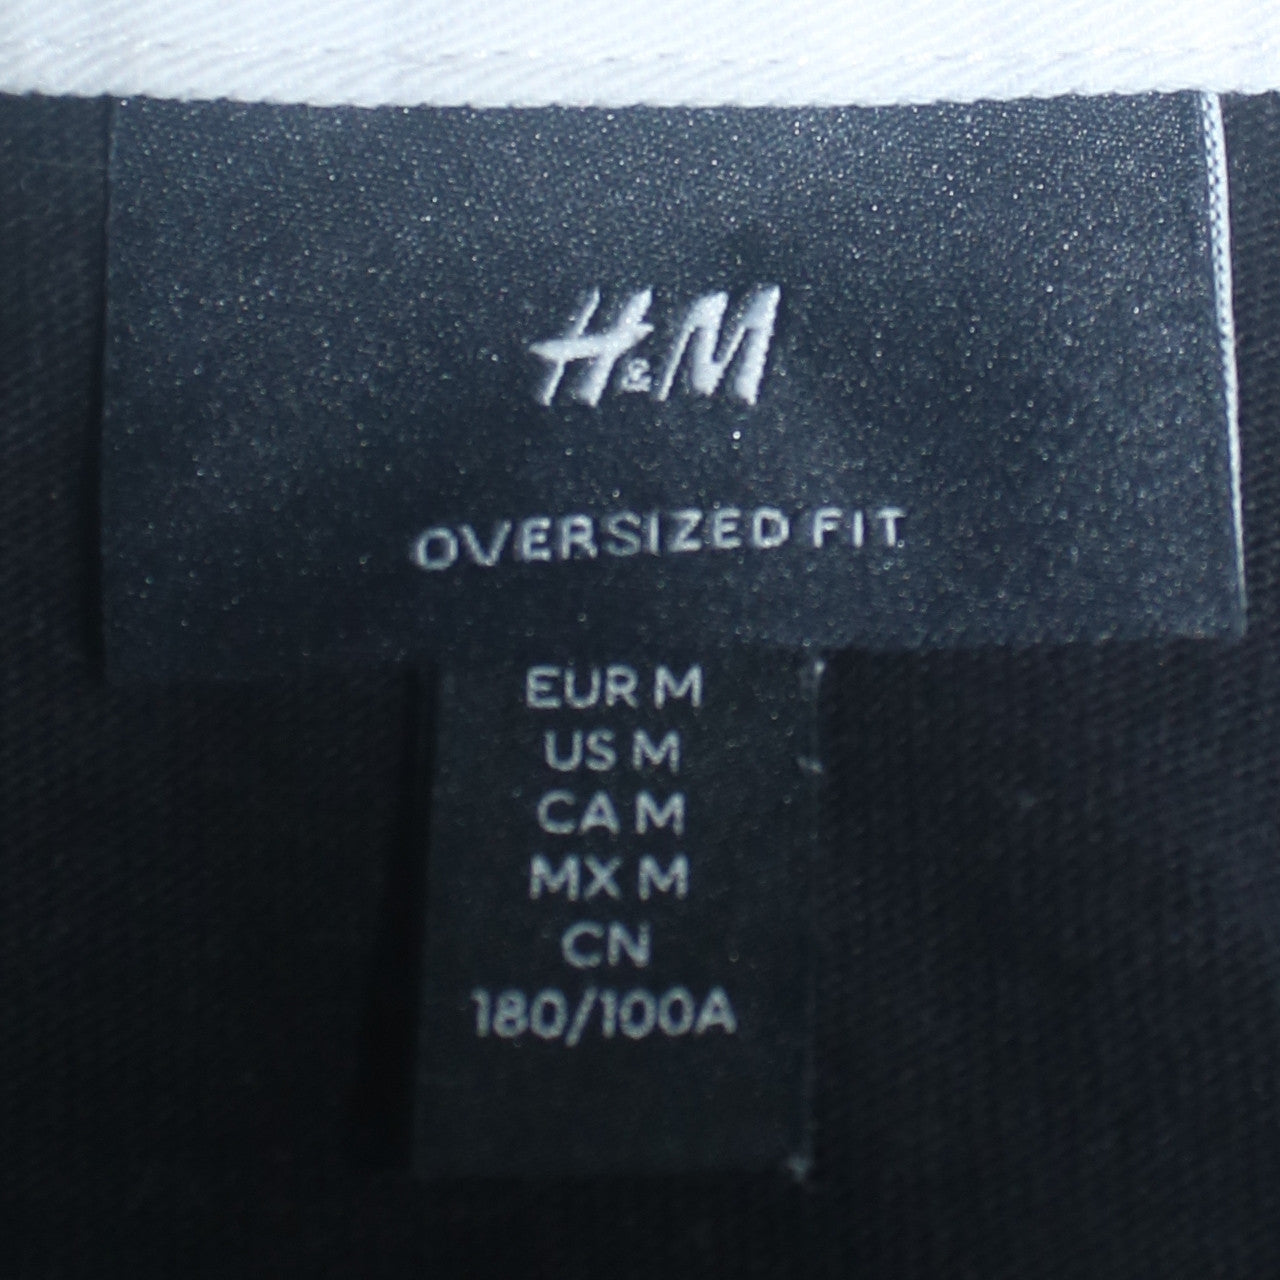 H&M
OVERSIZED FIT
EUR M
US M
CA M
MX M
CN
180/100A